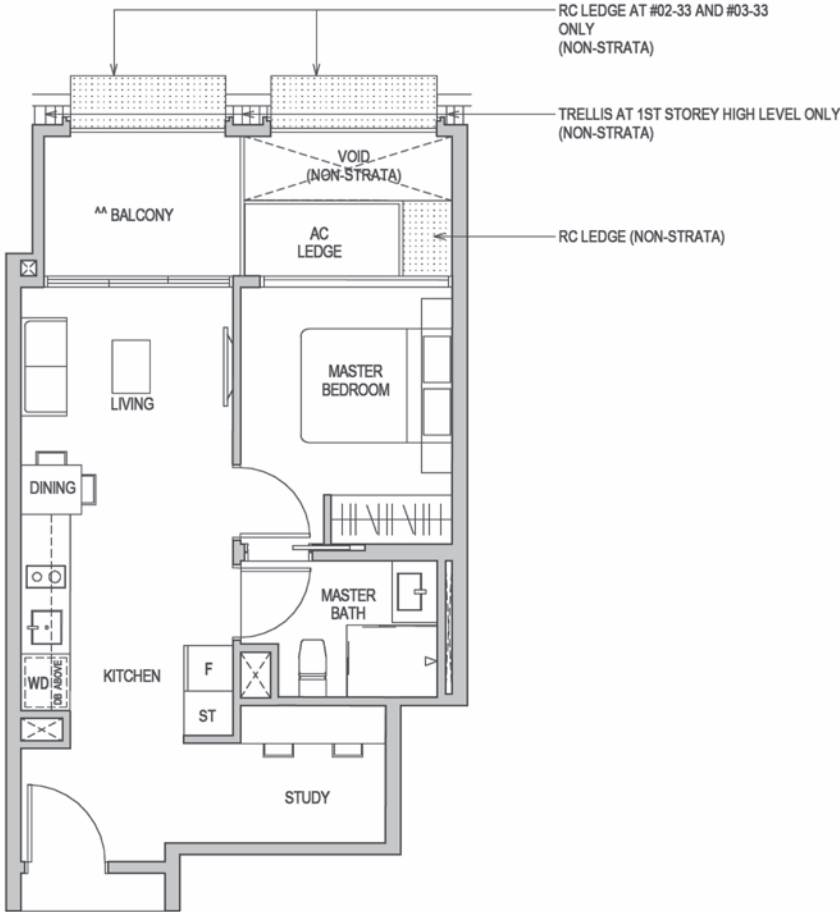 RC LEDGE AT #02-33 AND #03-33
ONLY
(NON-STRATA)
TRELLIS AT 1ST STOREY HIGH LEVEL ONLY
(NON-STRATA)
VOID
(NON-STRATA)
^^ BALCONY
AC
LEDGE
RC LEDGE (NON-STRATA)
MASTER
BEDROOM
LIVING
DINING
MASTER
BATH
KITCHEN
F
WD
DB ABOVE
ST
STUDY